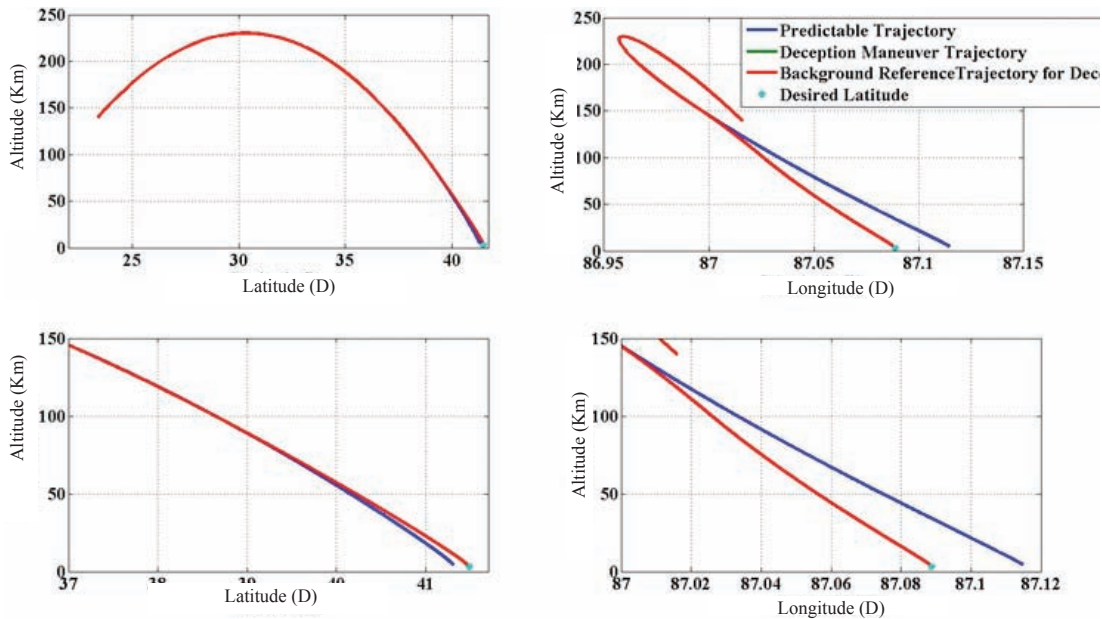 250
200
150
100
50
0
Altitude (Km)
25 30 35 40
Latitude (D)
250
200
150
100
50
0
Altitude (Km)
Predictable Trajectory
Deception Maneuver Trajectory
Background ReferenceTrajectory for Dece
Desired Latitude
86.95 87 87.05 87.1 87.15
Longitude (D)
150
100
50
0
Altitude (Km)
37 38 39 40 41
Latitude (D)
150
100
50
0
Altitude (Km)
87 87.02 87.04 87.06 87.08 87.1 87.12
Longitude (D)